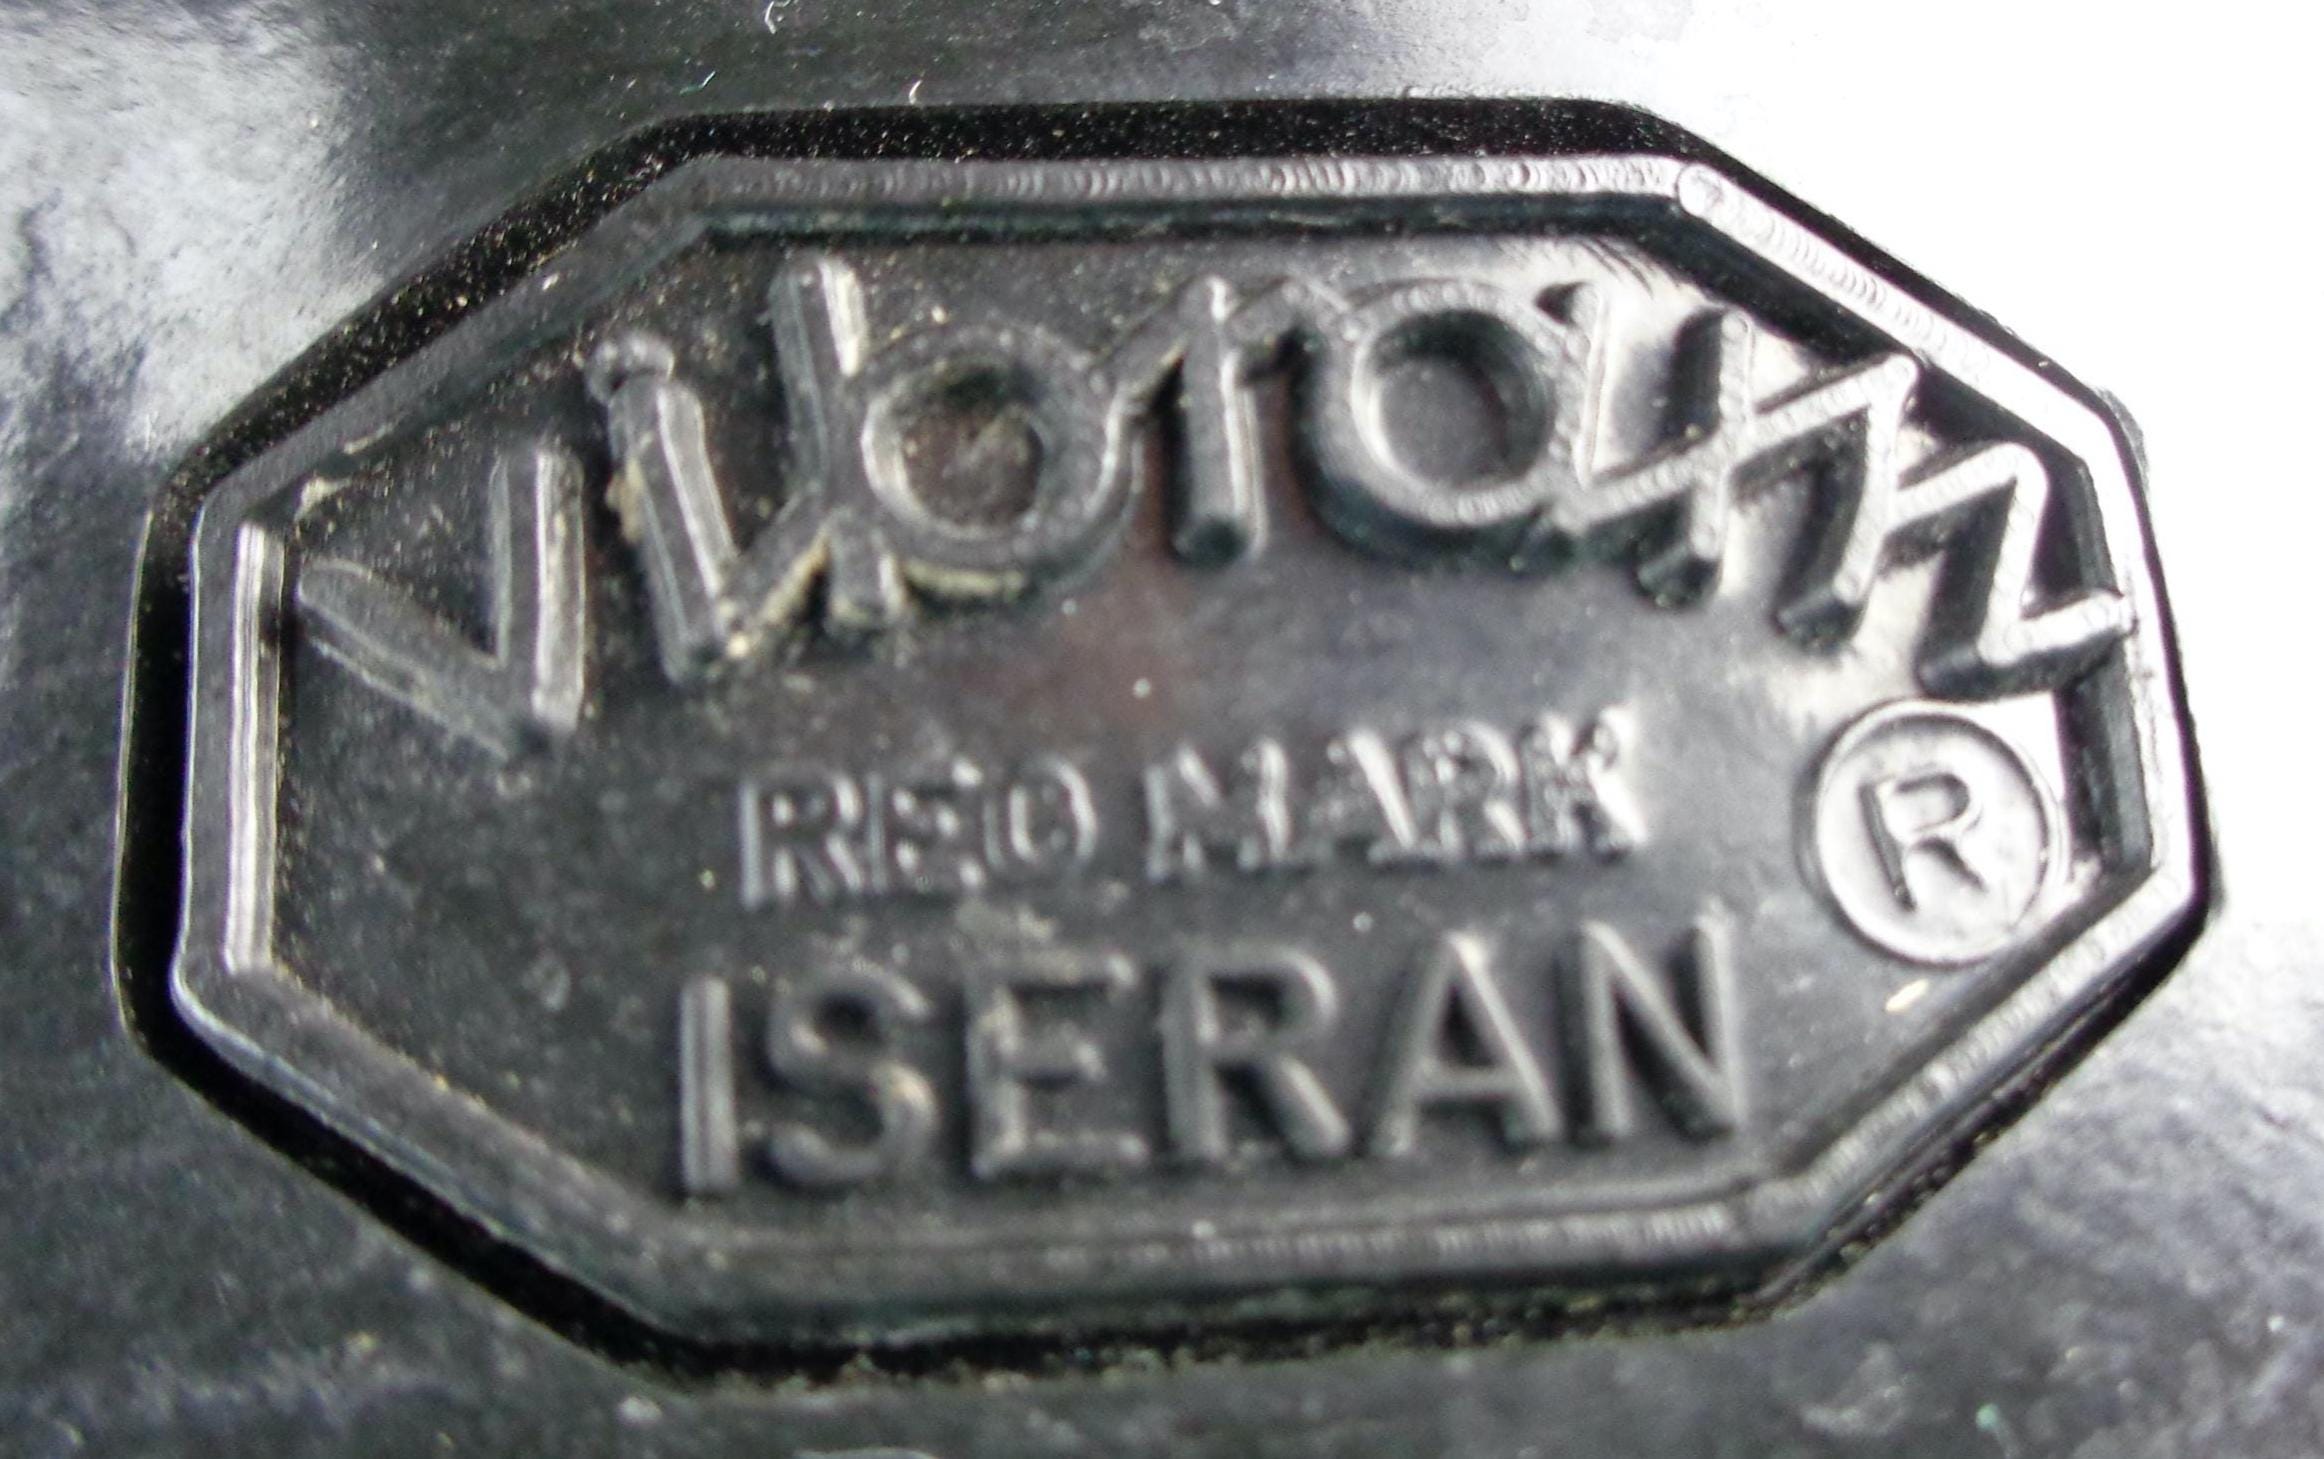 Vibram
REG MARK
®
ISERAN